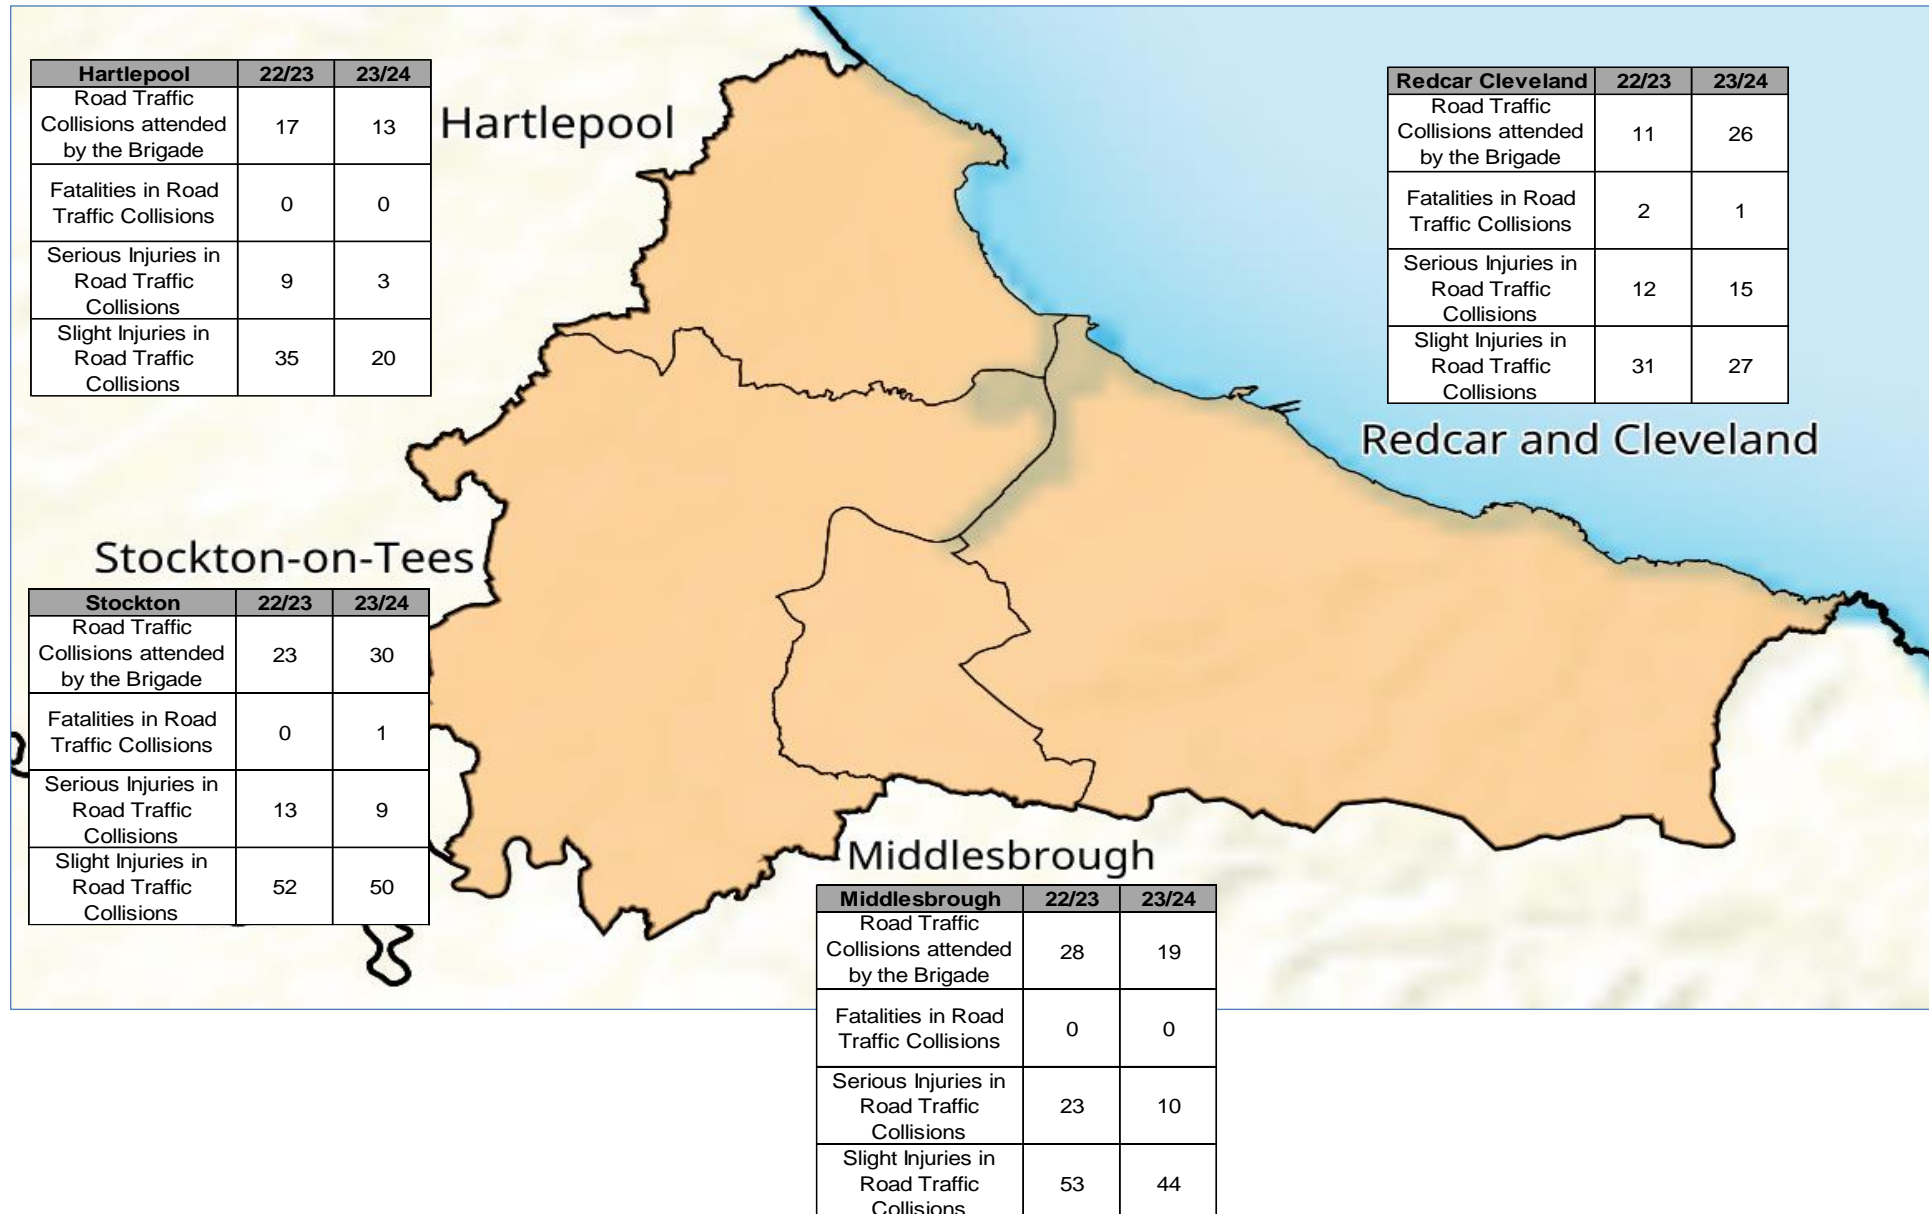 Hartlepool 22/23 23/24
Road Traffic
Collisions attended 17 13
by the Brigade
Fatalities in Road
Traffic Collisions 0 0
Serious Injuries in
Road Traffic 9 3
Collisions
Slight Injuries in
Road Traffic 35 20
Collisions
Hartlepool
Redcar Cleveland 22/23 23/24
Road Traffic
Collisions attended 11 26
by the Brigade
Fatalities in Road
Traffic Collisions 2 1
Serious Injuries in
Road Traffic 12 15
Collisions
Slight Injuries in
Road Traffic 31 27
Collisions
Redcar and Cleveland
Stockton-on-Tees
Stockton 22/23 23/24
Road Traffic
Collisions attended 23 30
by the Brigade
Fatalities in Road
Traffic Collisions 0 1
Serious Injuries in
Road Traffic 13 9
Collisions
Slight Injuries in
Road Traffic 52 50
Collisions
Middlesbrough
Middlesbrough 22/23 23/24
Road Traffic
Collisions attended 28 19
by the Brigade
Fatalities in Road
Traffic Collisions 0 0
Serious Injuries in
Road Traffic 23 10
Collisions
Slight Injuries in
Road Traffic 53 44
Collisions